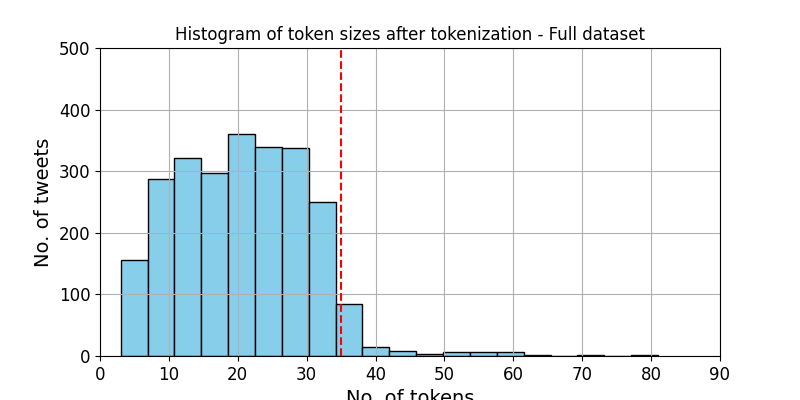 Histogram of token sizes after tokenization - Full dataset
No. of tweets
500
400
300
200
100
0
0 10 20 30 40 50 60 70 80 90
No. of tokens